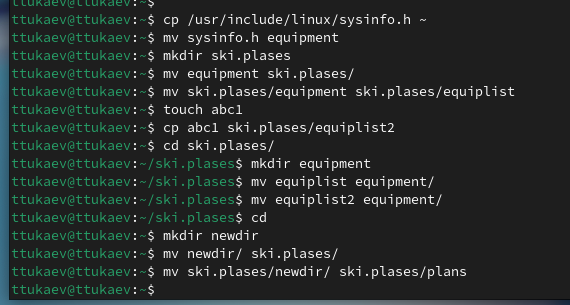 ttukaev@ttukaev:~$
ttukaev@ttukaev:~$ cp /usr/include/linux/sysinfo.h ~
ttukaev@ttukaev:~$ mv sysinfo.h equipment
ttukaev@ttukaev:~$ mkdir ski.plases
ttukaev@ttukaev:~$ mv equipment ski.plases/
ttukaev@ttukaev:~$ mv ski.plases/equipment ski.plases/equiplist
ttukaev@ttukaev:~$ touch abc1
ttukaev@ttukaev:~$ cp abc1 ski.plases/equiplist2
ttukaev@ttukaev:~$ cd ski.plases/
ttukaev@ttukaev:~/ski.plases$ mkdir equipment
ttukaev@ttukaev:~/ski.plases$ mv equiplist equipment/
ttukaev@ttukaev:~/ski.plases$ mv equiplist2 equipment/
ttukaev@ttukaev:~/ski.plases$ cd
ttukaev@ttukaev:~$ mkdir newdir
ttukaev@ttukaev:~$ mv newdir/ ski.plases/
ttukaev@ttukaev:~$ mv ski.plases/newdir/ ski.plases/plans
ttukaev@ttukaev:~$